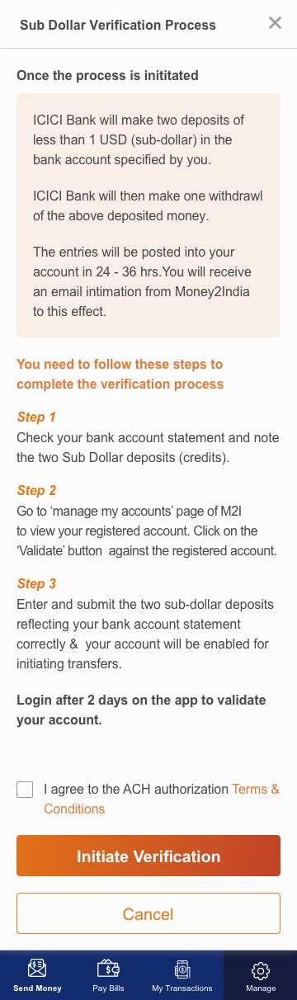 Sub Dollar Verification Process
Once the process is inititated
ICICI Bank will make two deposits of
less than 1 USD (sub-dollar) in the
bank account specified by you.
ICICI Bank will then make one withdrawl
of the above deposited money.
The entries will be posted into your
account in 24 - 36 hrs.You will receive
an email intimation from Money2India
to this effect.
You need to follow these steps to
complete the verification process
Step 1
Check your bank account statement and note
the two Sub Dollar deposits (credits).
Step 2
Go to ‘manage my accounts’ page of M2I
to view your registered account. Click on the
‘Validate’ button  against the registered account.
Step 3
Enter and submit the two sub-dollar deposits
reflecting your bank account statement
correctly &  your account will be enabled for
initiating transfers.
Login after 2 days on the app to validate
your account.
I agree to the ACH authorization Terms &
Conditions
Initiate Verification
Cancel
Send Money Pay Bills My Transactions Manage